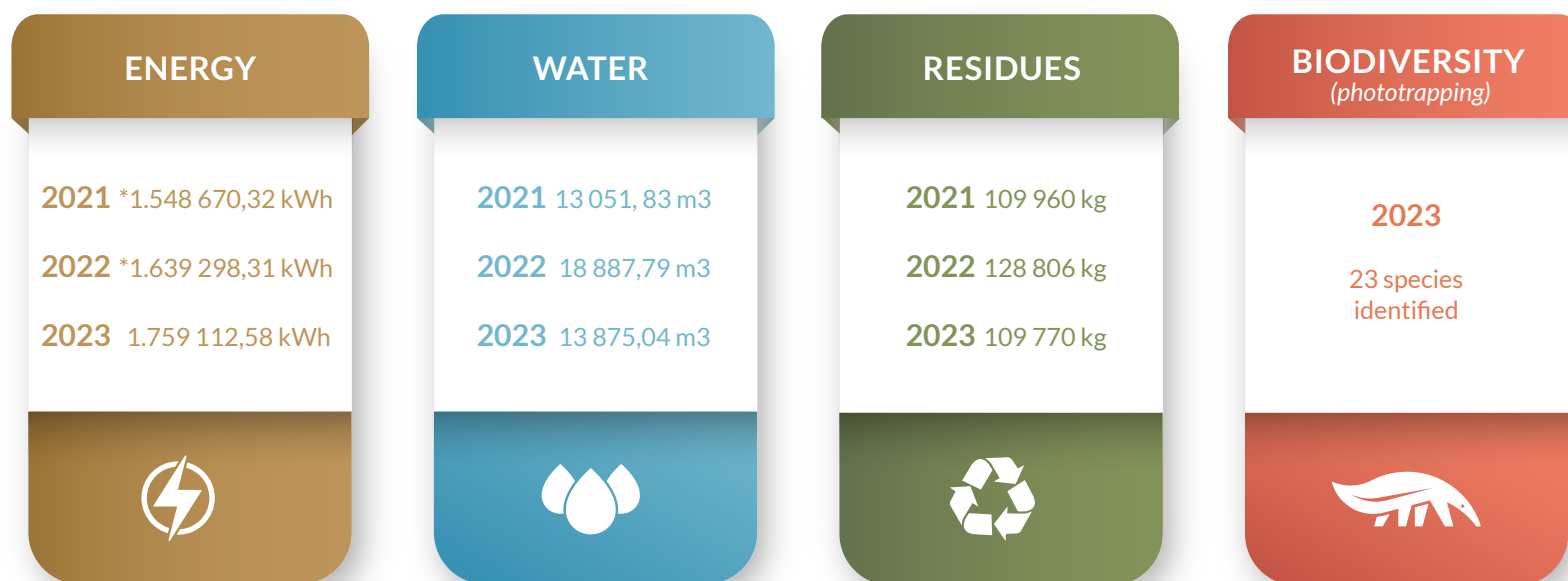 ENERGY
2021 *1.548 670,32 kWh
2022 *1.639 298,31 kWh
2023 1.759 112,58 kWh
WATER
2021 13 051, 83 m3
2022 18 887,79 m3
2023 13 875,04 m3
RESIDUES
2021 109 960 kg
2022 128 806 kg
2023 109 770 kg
BIODIVERSITY
(phototrapping)
2023
23 species
identified